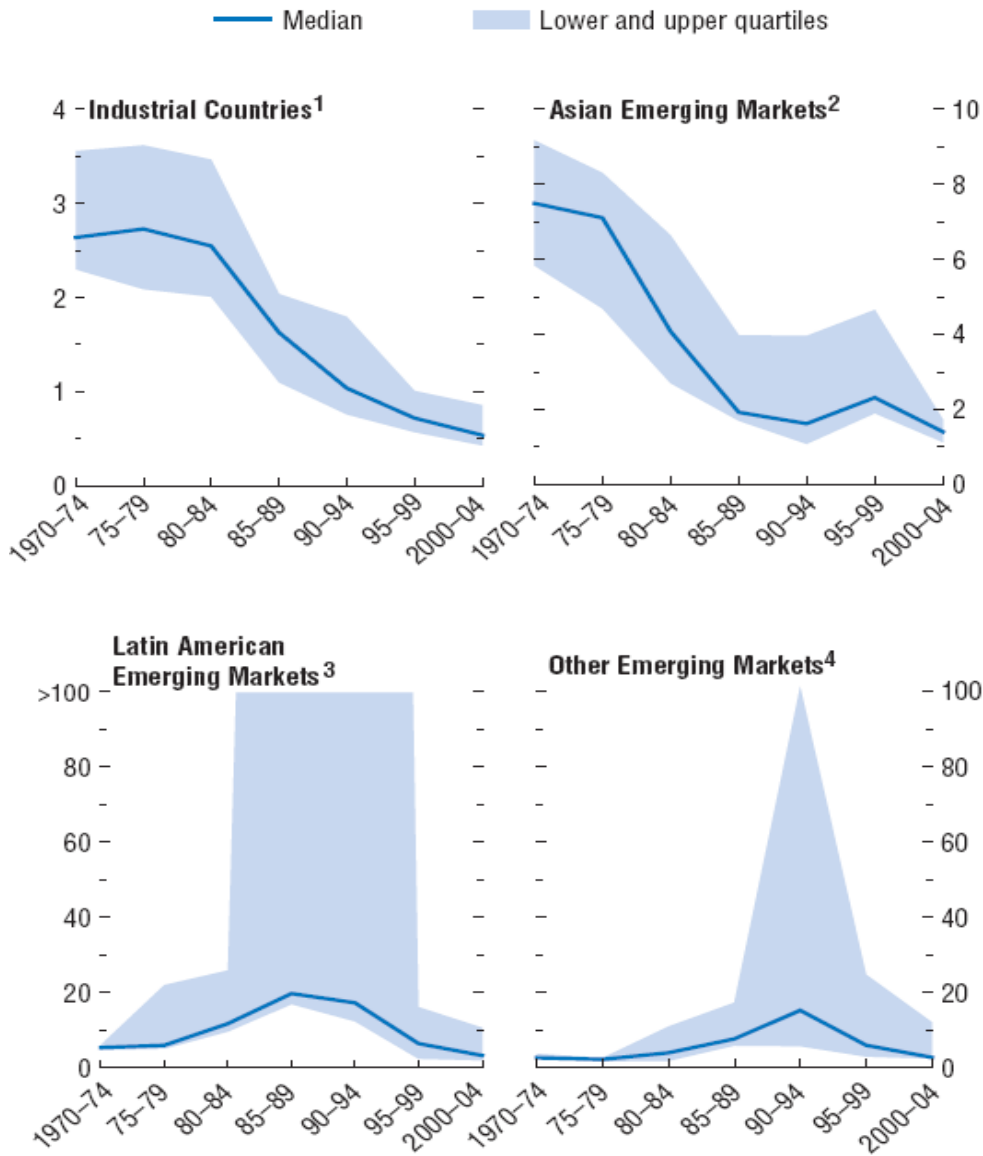 Median Lower and upper quartiles
Industrial Countries1
4
3
2
1
0
1970–74 75–79 80–84 85–89 90–94 95–99 2000–04
Asian Emerging Markets2
10
8
6
4
2
0
1970–74 75–79 80–84 85–89 90–94 95–99 2000–04
Latin American
Emerging Markets3
>100
80
60
40
20
0
1970–74 75–79 80–84 85–89 90–94 95–99 2000–04
Other Emerging Markets4
100
80
60
40
20
0
1970–74 75–79 80–84 85–89 90–94 95–99 2000–04